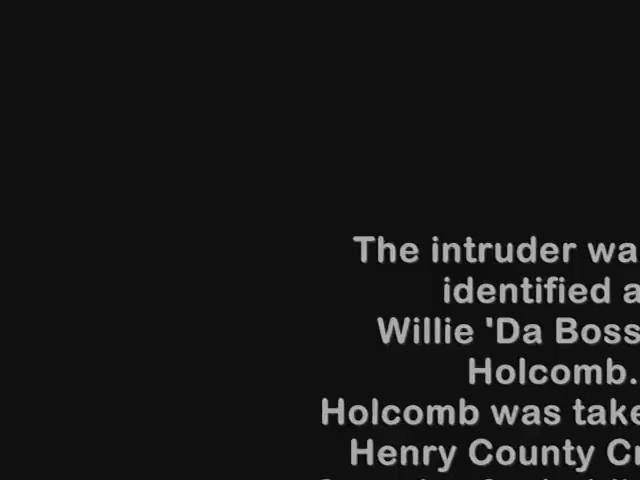 The intruder wa
identified a
Willie 'Da Boss
Holcomb.
Holcomb was take
Henry County Cr